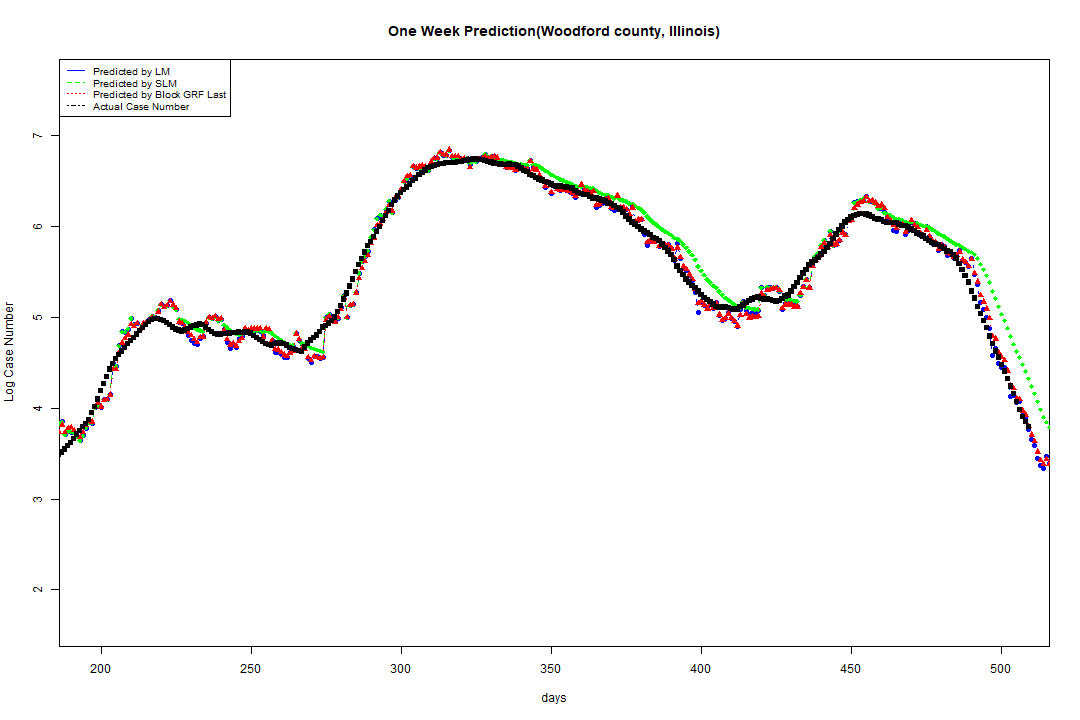 One Week Prediction(Woodford county, Illinois)
Predicted by LM
Predicted by SLM
Predicted by Block GRF Last
Actual Case Number
7
6
5
4
3
2
Log Case Number
200 250 300 350 400 450 500
days